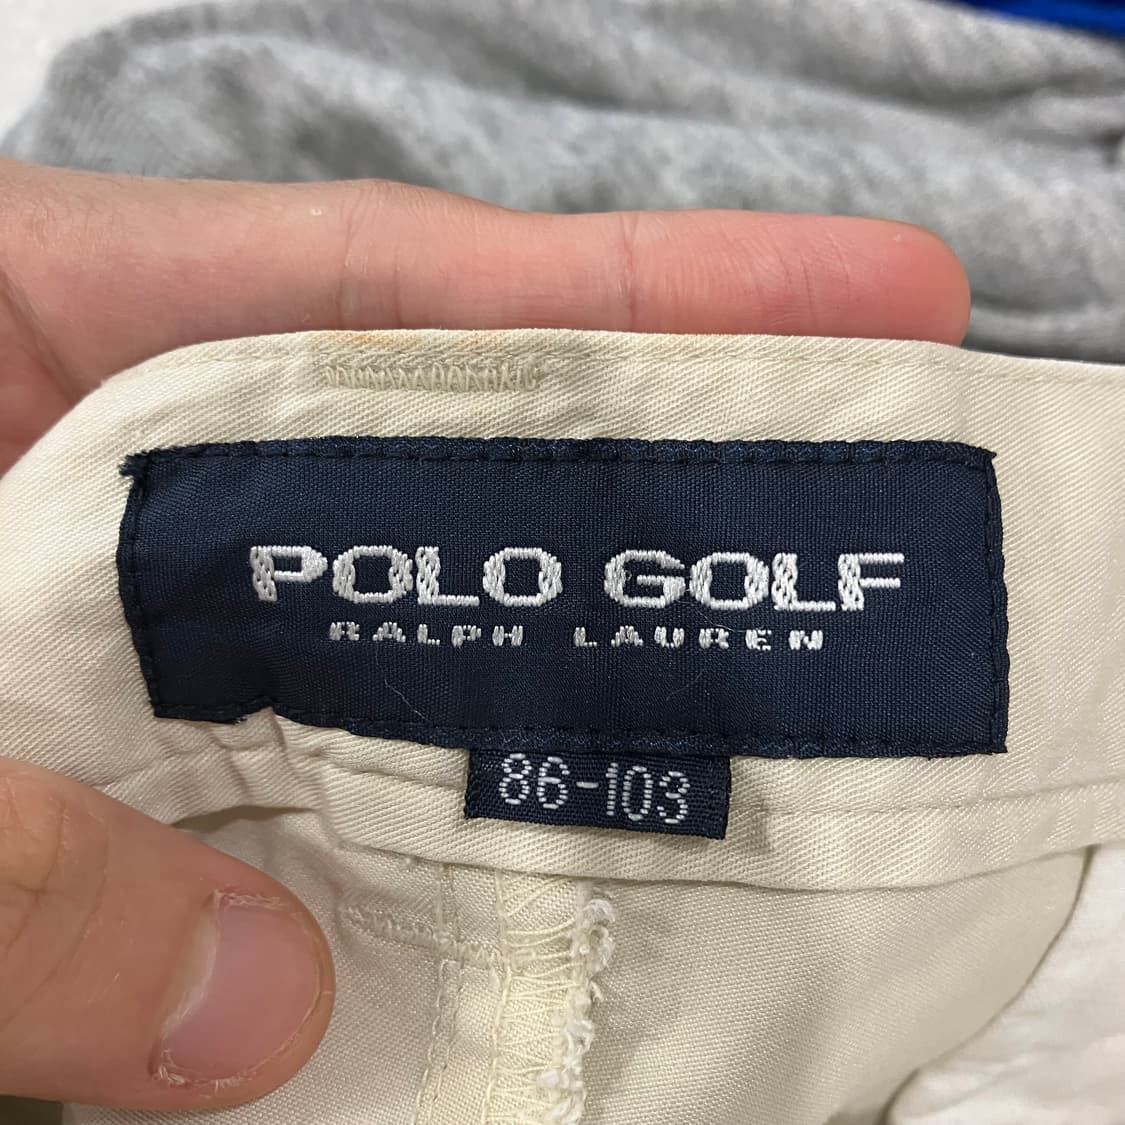 POLO GOLF
RALPH LAUREN
86-103